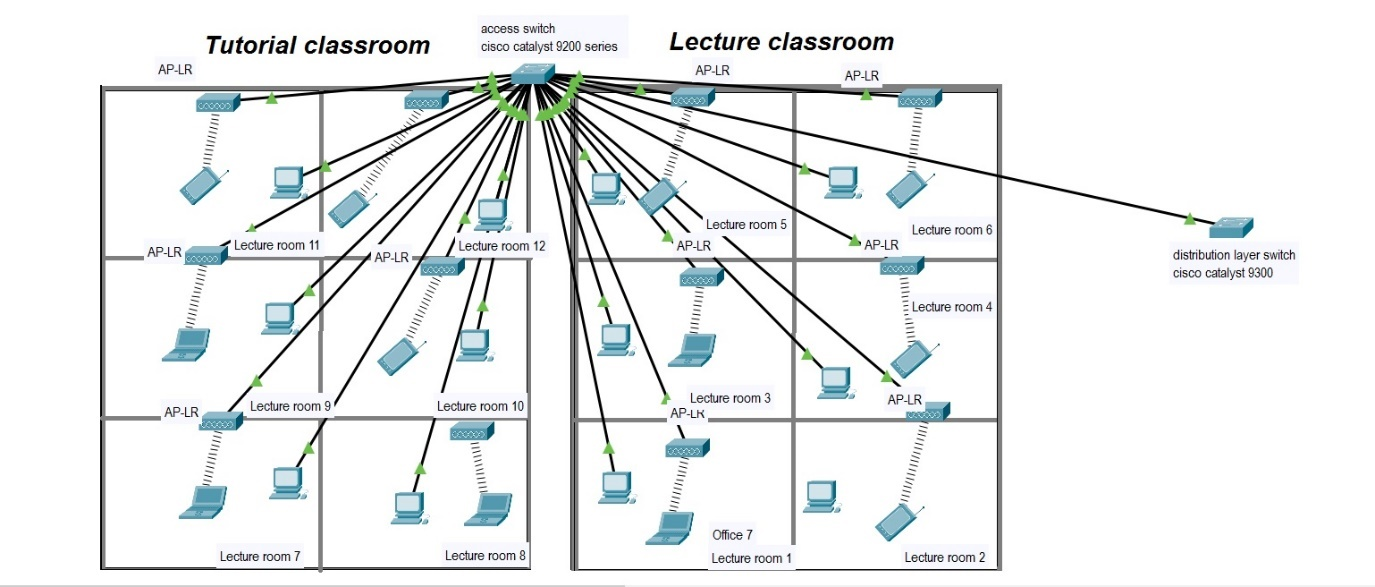 access switch
cisco catalyst 9200 series
Tutorial classroom
Lecture classroom
AP-LR
AP-LR
AP-LR
Lecture room 11
Lecture room 12
Lecture room 5
Lecture room 6
AP-LR
AP-LR
AP-LR
AP-LR
distribution layer switch
cisco catalyst 9300
Lecture room 4
Lecture room 9
Lecture room 10
Lecture room 3
AP-LR
AP-LR
AP-LR
Office 7
Lecture room 7
Lecture room 8
Lecture room 1
Lecture room 2